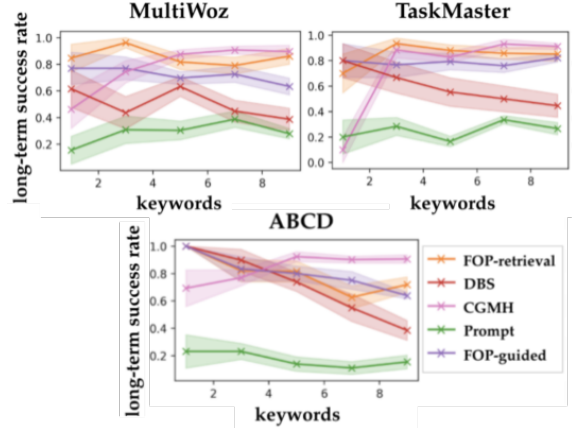 MultiWoz
TaskMaster
long-term success rate
1.0
0.8
0.6
0.4
0.2
2
4
6
8
keywords
1.0
0.8
0.6
0.4
0.2
0.0
2
4
6
8
keywords
ABCD
long-term success rate
1.0
0.8
0.6
0.4
0.2
2
4
6
8
keywords
FOP-retrieval
DBS
CGMH
Prompt
FOP-guided